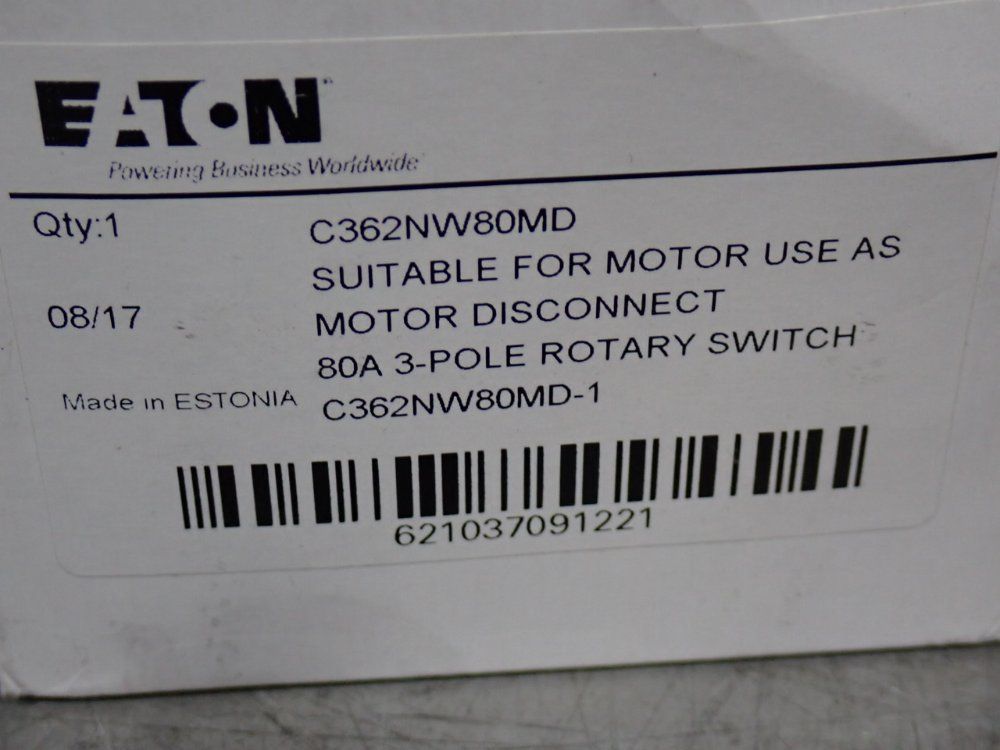 EATON™
Powering Business Worldwide
Qty:1
C362NW80MD
SUITABLE FOR MOTOR USE AS
08/17
MOTOR DISCONNECT
80A 3-POLE ROTARY SWITCH
Made in ESTONIA
C362NW80MD-1
621037091221